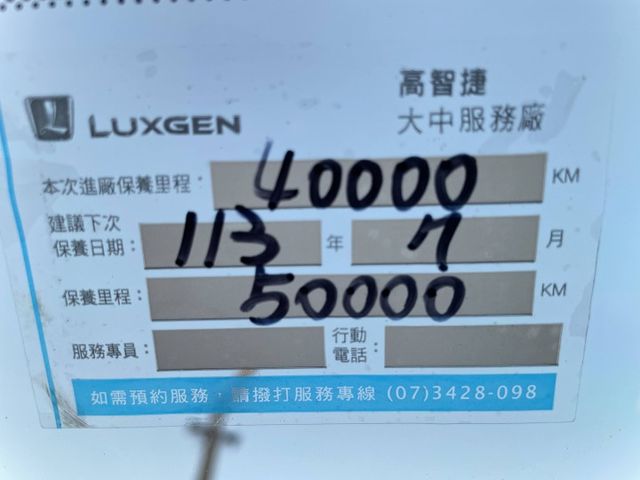 LUXGEN
高智捷
大中服務廠
本次進廠保養里程： 40000 KM
建議下次
保養日期： 113 年 7 月
保養里程： 50000 KM
服務專員：
行動
電話：
如需預約服務，請撥打服務專線 (07)3428-098